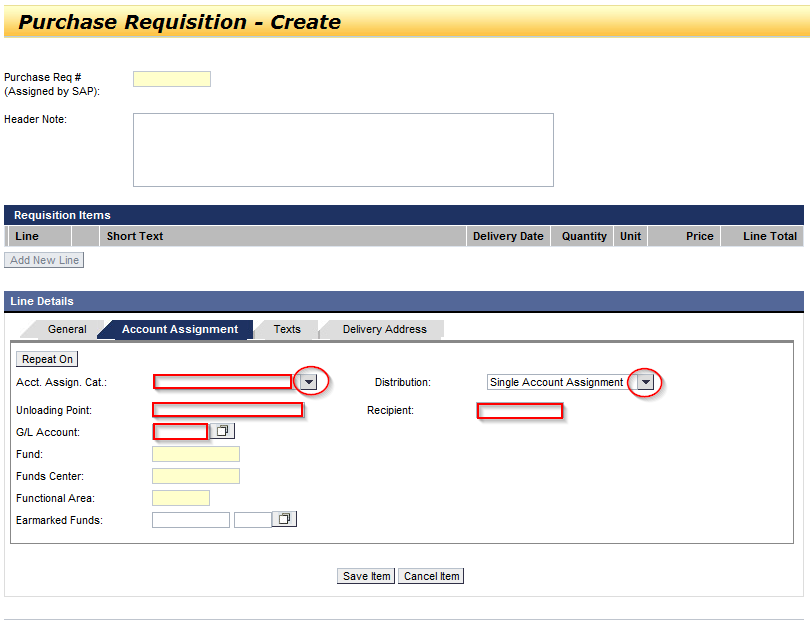 Purchase Requisition - Create
Purchase Req #
(Assigned by SAP):
Header Note:
Requisition Items
Line Short Text Delivery Date Quantity Unit Price Line Total
Add New Line
Line Details
General Account Assignment Texts Delivery Address
Repeat On
Acct. Assign. Cat.: Distribution: Single Account Assignment
Unloading Point: Recipient:
G/L Account:
Fund:
Funds Center:
Functional Area:
Earmarked Funds:
Save Item Cancel Item